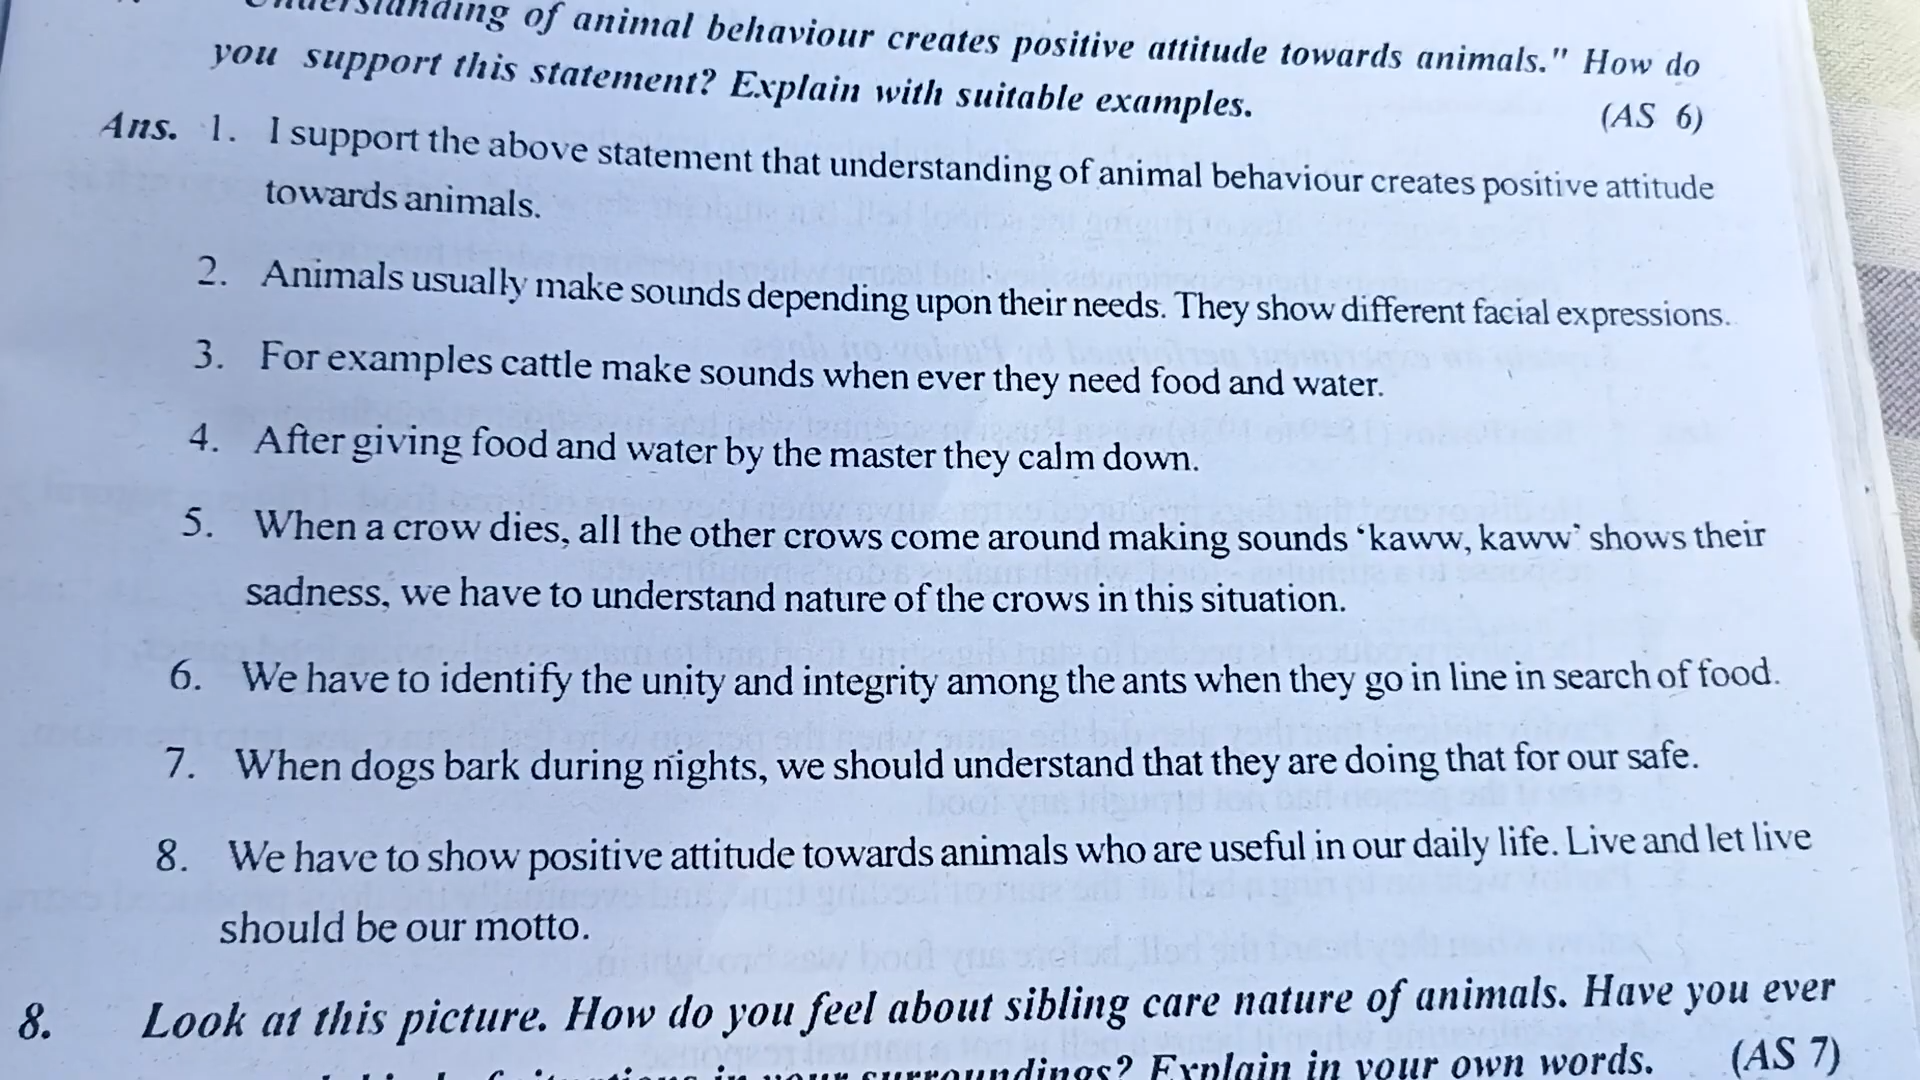 Understanding of animal behaviour creates positive attitude towards animals." How do
you support this statement? Explain with suitable examples. (AS 6)
Ans. 1. I support the above statement that understanding of animal behaviour creates positive attitude
towards animals.
2. Animals usually make sounds depending upon their needs. They show different facial expressions.
3. For examples cattle make sounds when ever they need food and water.
4. After giving food and water by the master they calm down.
5. When a crow dies, all the other crows come around making sounds ‘kaww, kaww’ shows their
sadness, we have to understand nature of the crows in this situation.
6. We have to identify the unity and integrity among the ants when they go in line in search of food.
7. When dogs bark during nights, we should understand that they are doing that for our safe.
8. We have to show positive attitude towards animals who are useful in our daily life. Live and let live
should be our motto.
8. Look at this picture. How do you feel about sibling care nature of animals. Have you ever
in your surroundings? Explain in your own words. (AS 7)